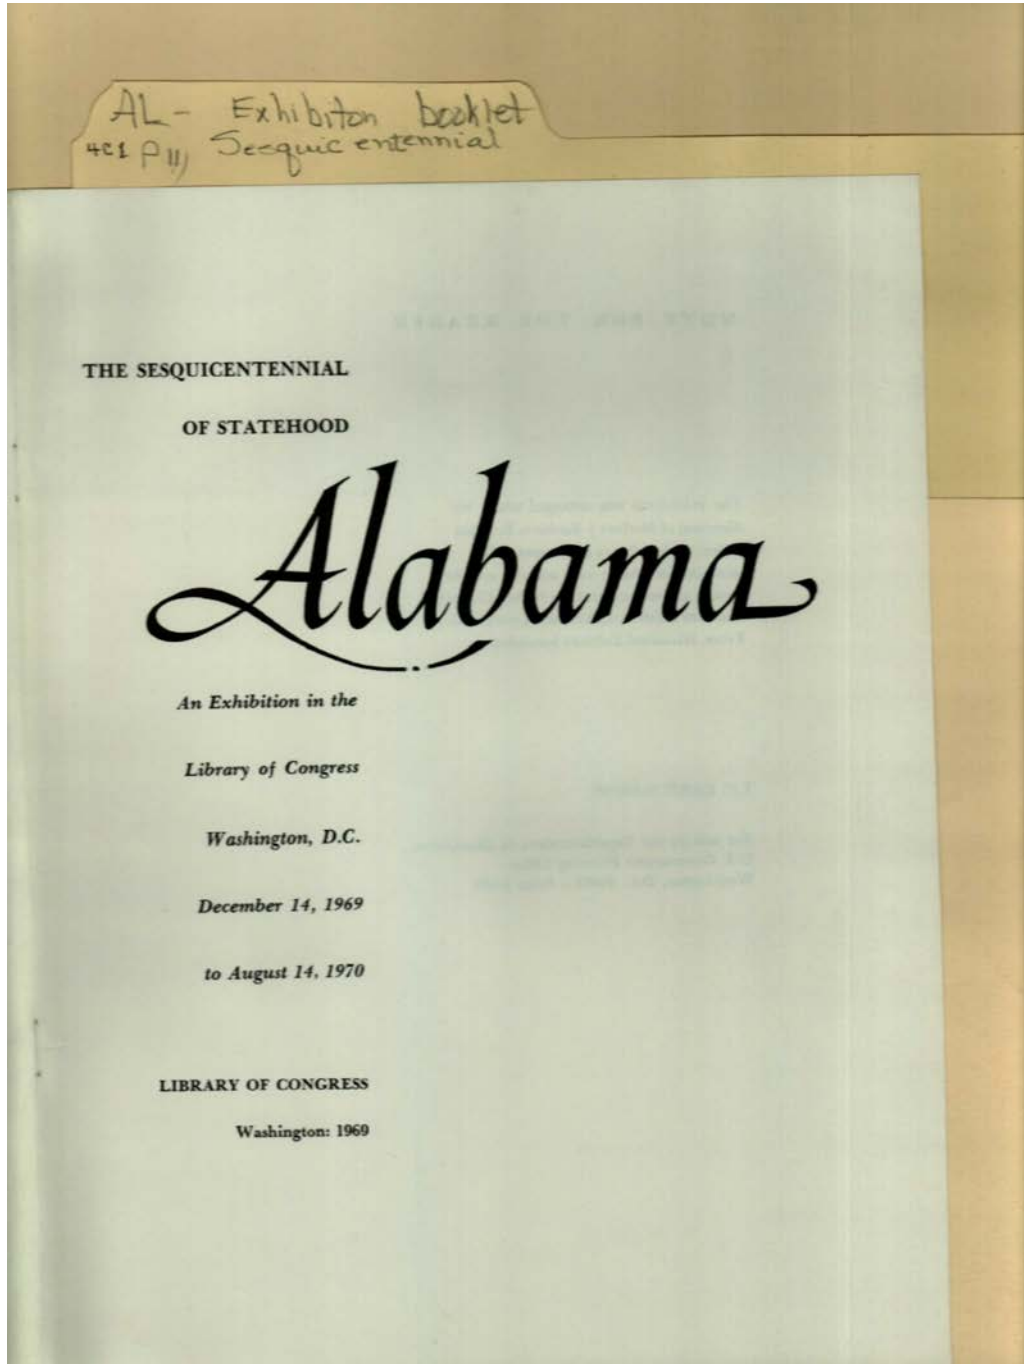 AL - Exhibiton booklet
4C1 P11, Sesquicentennial
THE SESQUICENTENNIAL
OF STATEHOOD
Alabama
An Exhibition in the
Library of Congress
Washington, D.C.
December 14, 1969
to August 14, 1970
LIBRARY OF CONGRESS
Washington: 1969